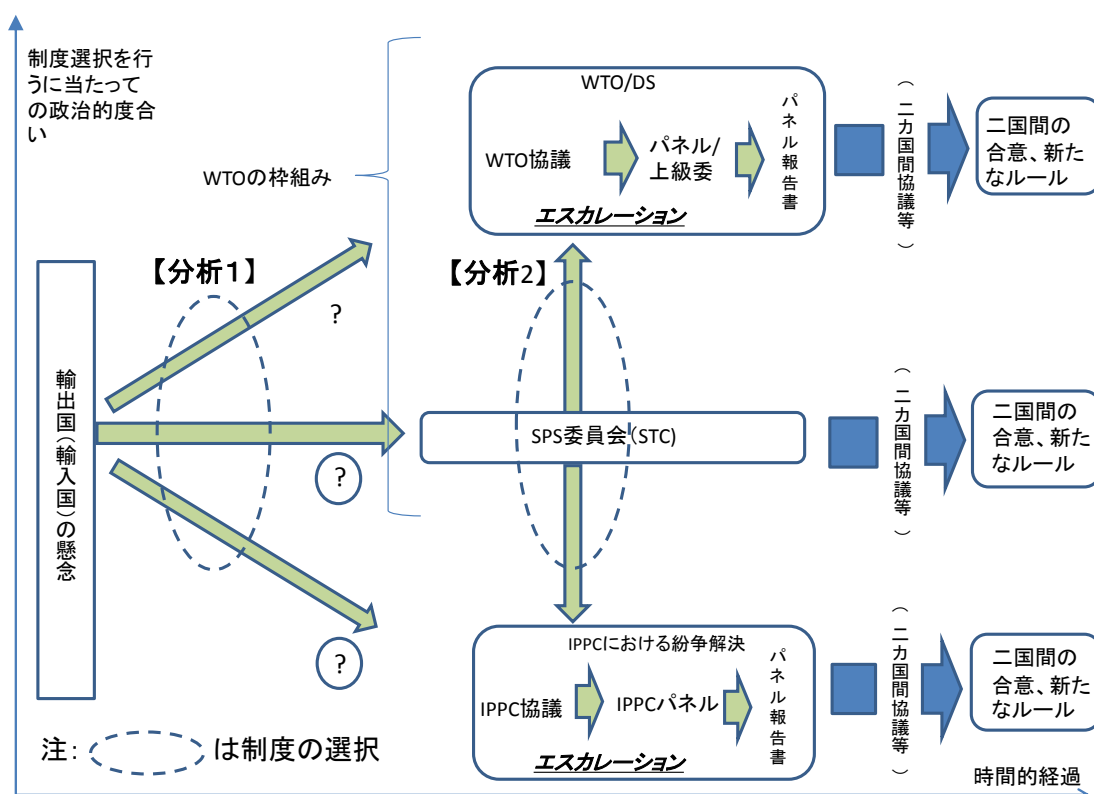 制度選択を行
うに当たって
の政治的度合
い
WTOの枠組み
WTO/DS
WTO協議
パネル/
上級委
パネル報告書
エスカレーション
（二カ国間協議等）
二国間の
合意、新た
なルール
【分析１】
?
【分析2】
輸出国（輸入国）の懸念
SPS委員会（STC)
?
（二カ国間協議等）
二国間の
合意、新た
なルール
?
IPPCにおける紛争解決
IPPC協議
IPPCパネル
パネル報告書
エスカレーション
（二カ国間協議等）
二国間の
合意、新た
なルール
注：
は制度の選択
時間的経過